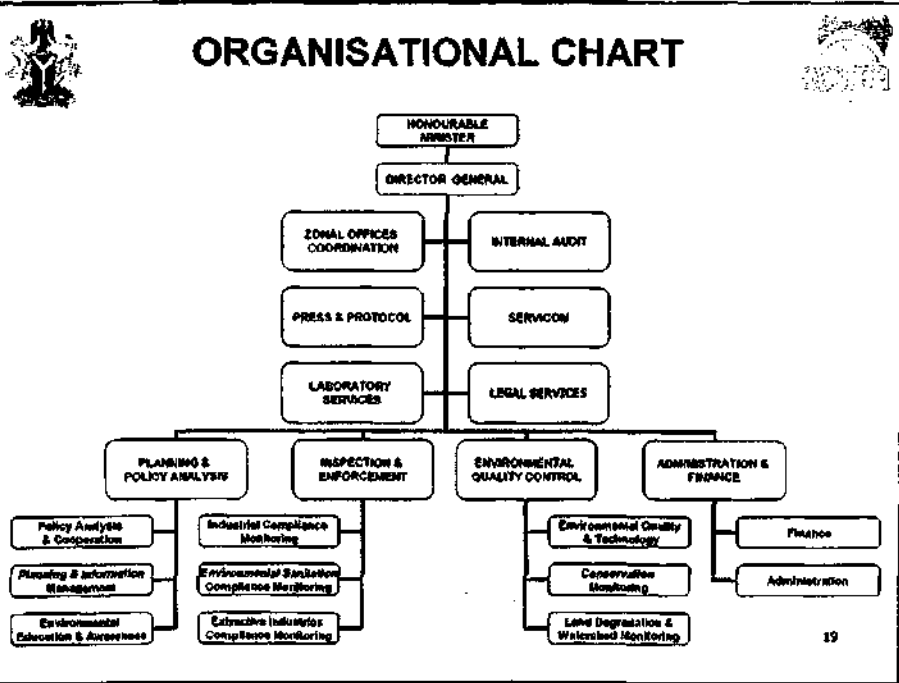 ORGANISATIONAL CHART
HONOURABLE
MINISTER
DIRECTOR GENERAL
ZONAL OFFICES
COORDINATION
INTERNAL AUDIT
PRESS & PROTOCOL
SERVICOM
LABORATORY
SERVICES
LEGAL SERVICES
PLANNING &
POLICY ANALYSIS
INSPECTION &
ENFORCEMENT
ENVIRONMENTAL
QUALITY CONTROL
ADMINISTRATION &
FINANCE
Policy Analysis
& Cooperation
Industrial Compliance
Monitoring
Environmental Quality
& Technology
Finance
Planning & Information
Management
Environmental Sanitation
Compliance Monitoring
Conservation
Monitoring
Administration
Environmental
Education & Awareness
Extractive Industries
Compliance Monitoring
Land Degradation &
Watershed Monitoring
19